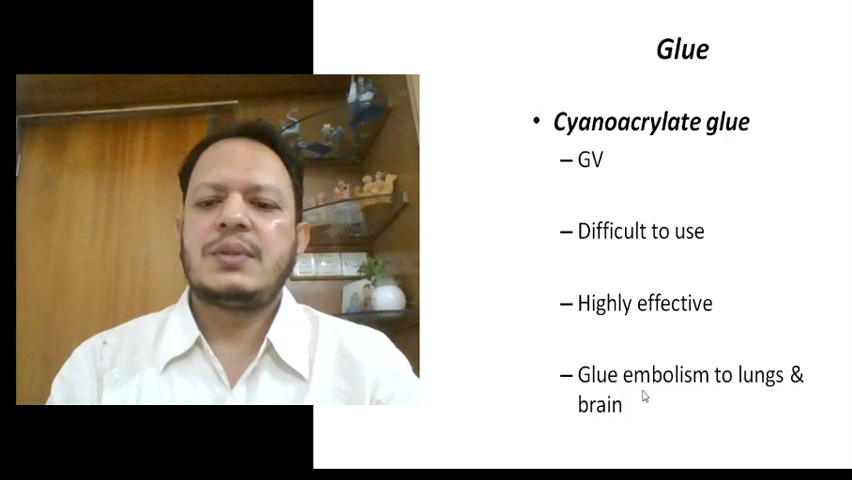 Glue
• Cyanoacrylate glue
– GV
– Difficult to use
– Highly effective
– Glue embolism to lungs &
brain